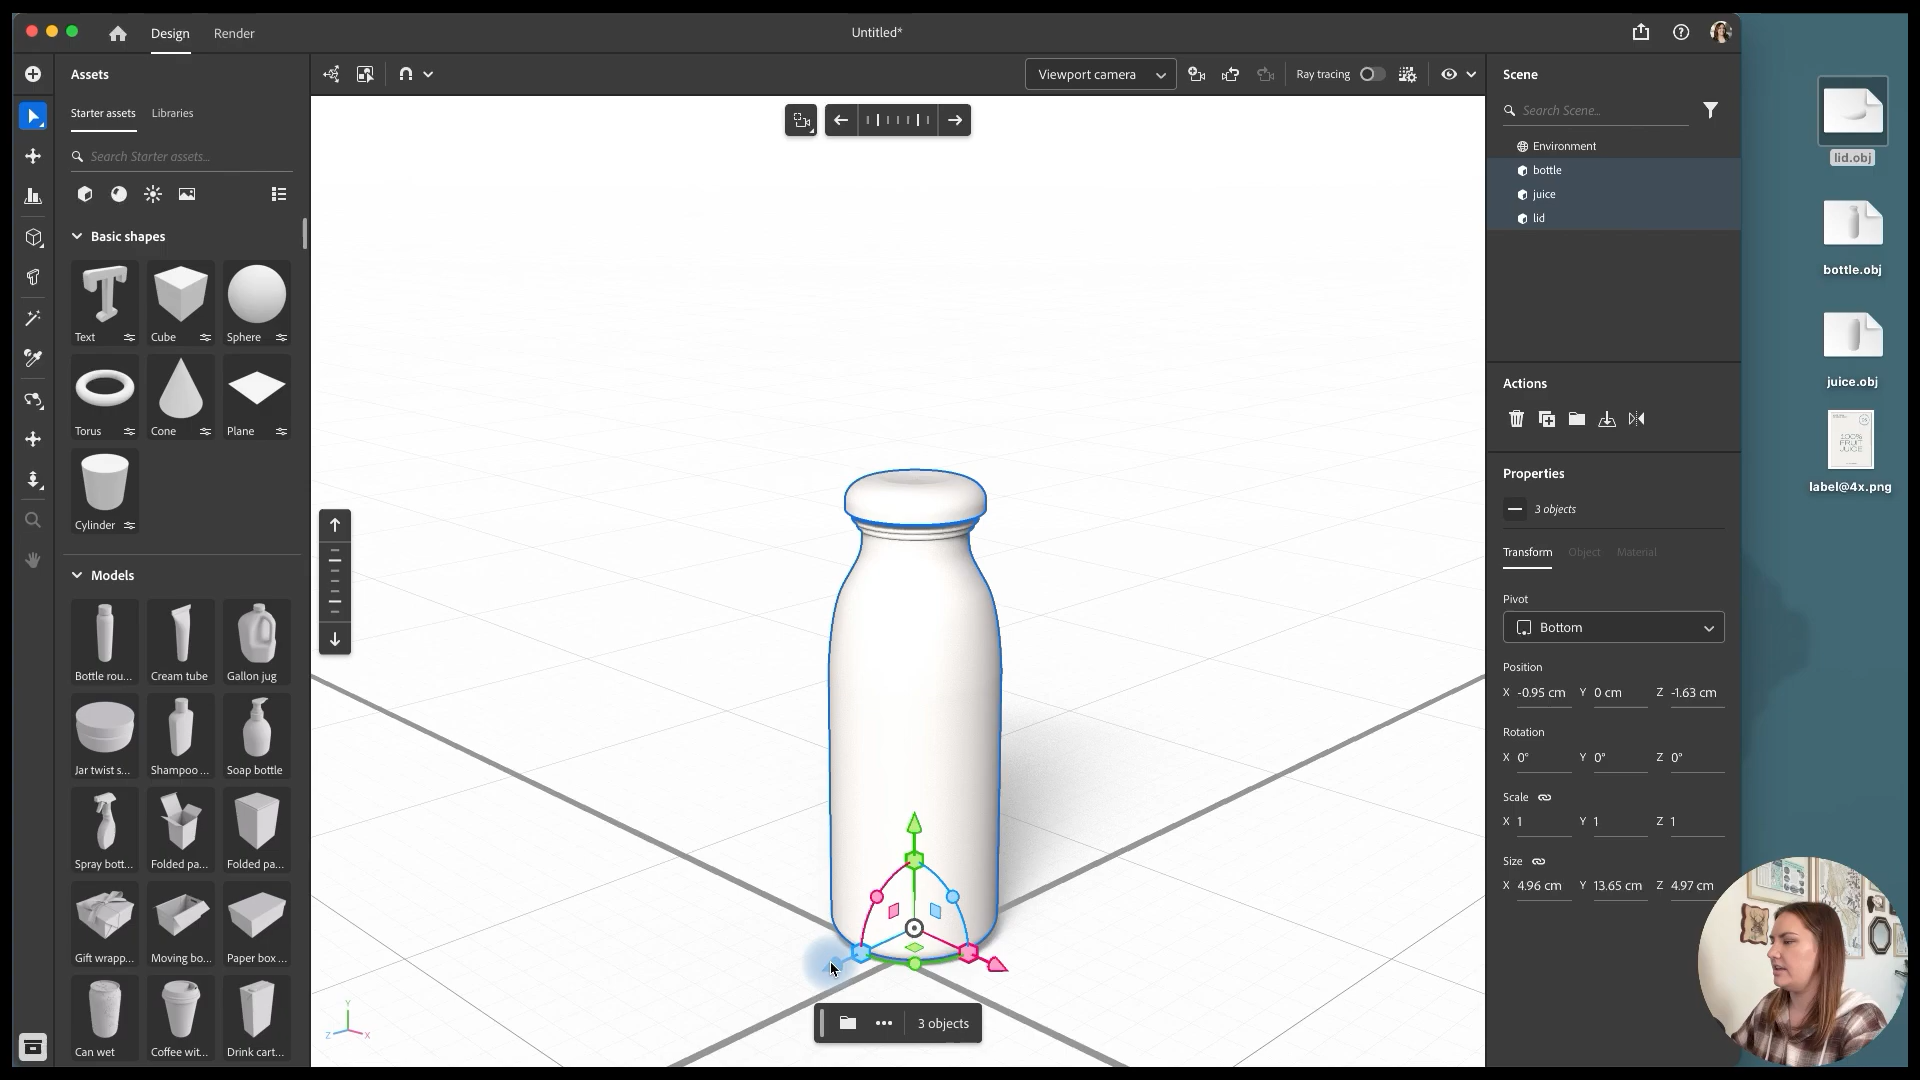 Design
Render
Untitled*
Assets
Starter assets
Libraries
Search Starter assets...
Basic shapes
Text
Cube
Sphere
Torus
Cone
Plane
Cylinder
Models
Bottle rou...
Cream tube
Gallon jug
Jar twist s...
Shampoo ...
Soap bottle
Spray bott...
Folded pa...
Folded pa...
Gift wrapp...
Moving bo...
Paper box ...
Can wet
Coffee wit...
Drink cart...
Viewport camera
Ray tracing
Y
Z
X
3 objects
Scene
Search Scene...
Environment
bottle
juice
lid
Actions
Properties
3 objects
Transform
Object
Material
Pivot
Bottom
Position
X -0.95 cm Y 0 cm Z -1.63 cm
Rotation
X 0° Y 0° Z 0°
Scale
X 1 Y 1 Z 1
Size
X 4.96 cm Y 13.65 cm Z 4.97 cm
lid.obj
bottle.obj
juice.obj
100%
FRUIT
JUICE
label@4x.png